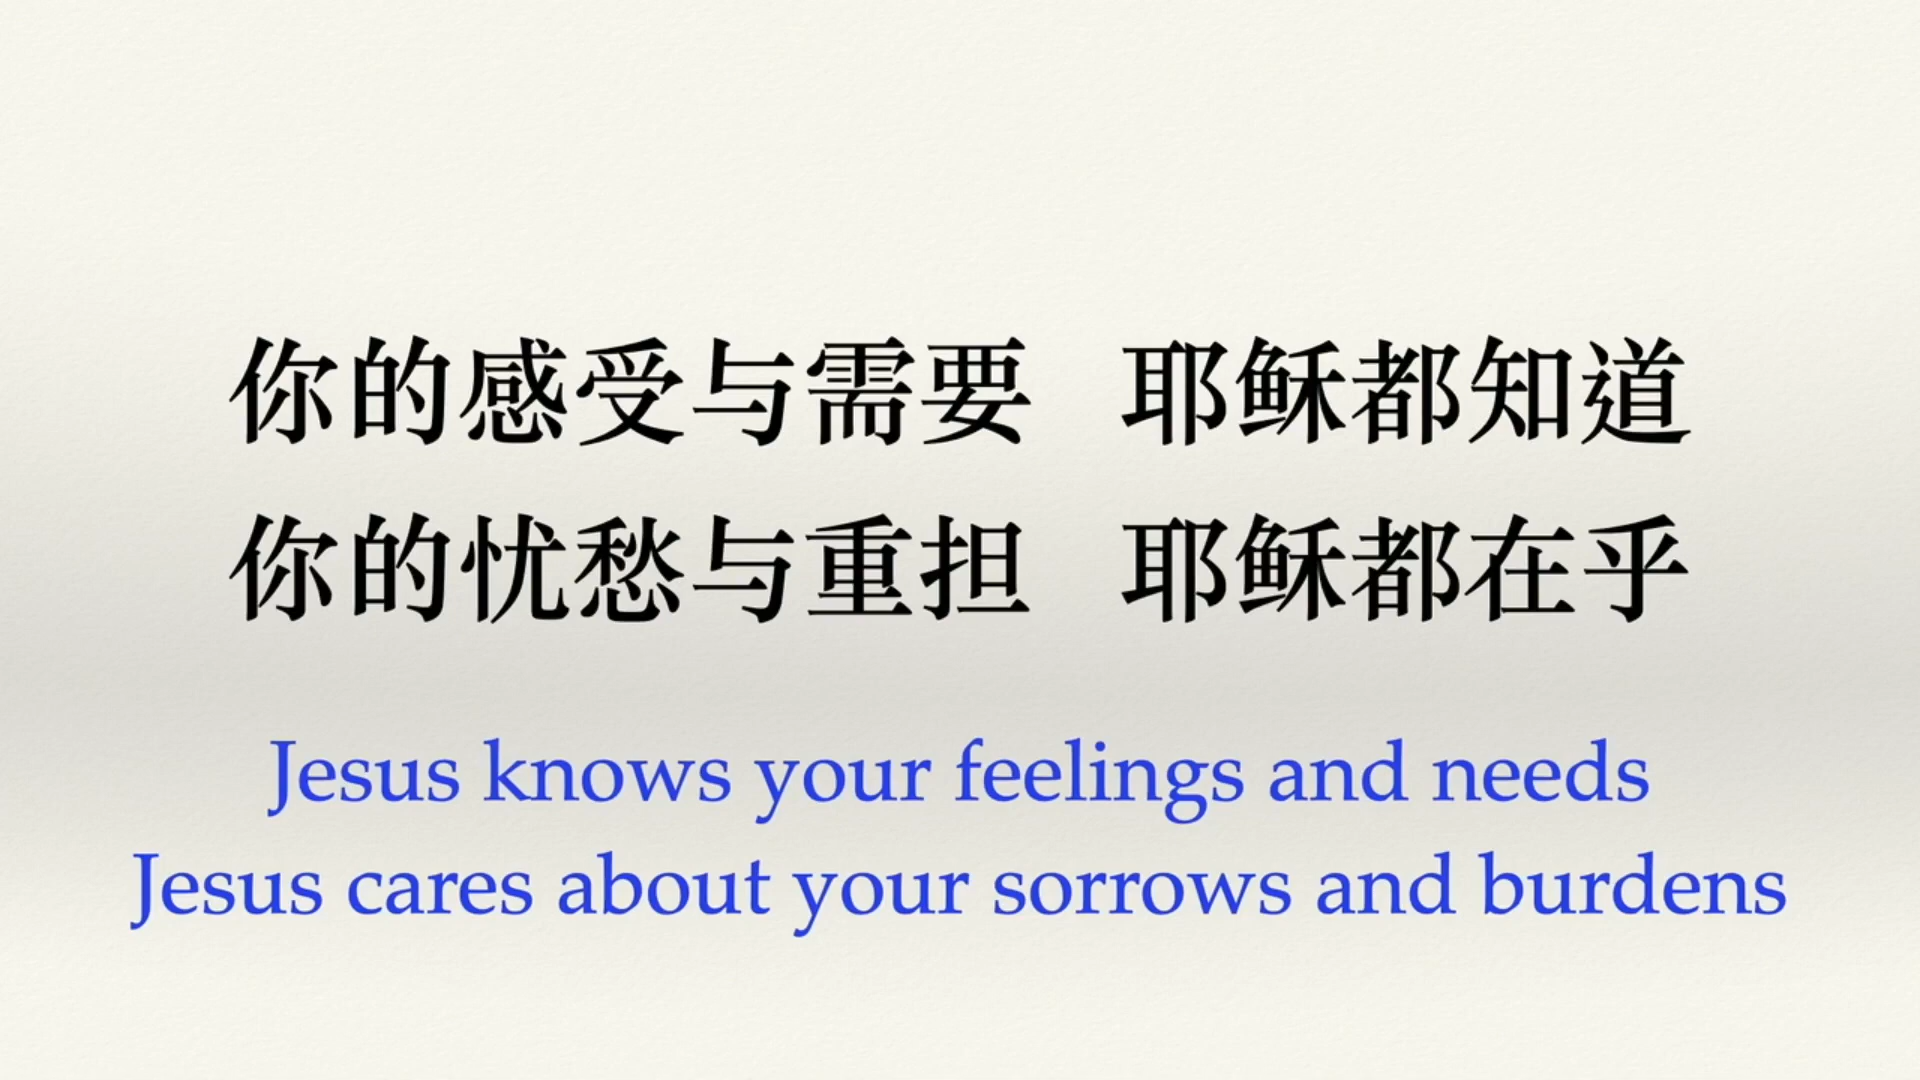 你的感受与需要 耶稣都知道
你的忧愁与重担 耶稣都在乎
Jesus knows your feelings and needs
Jesus cares about your sorrows and burdens